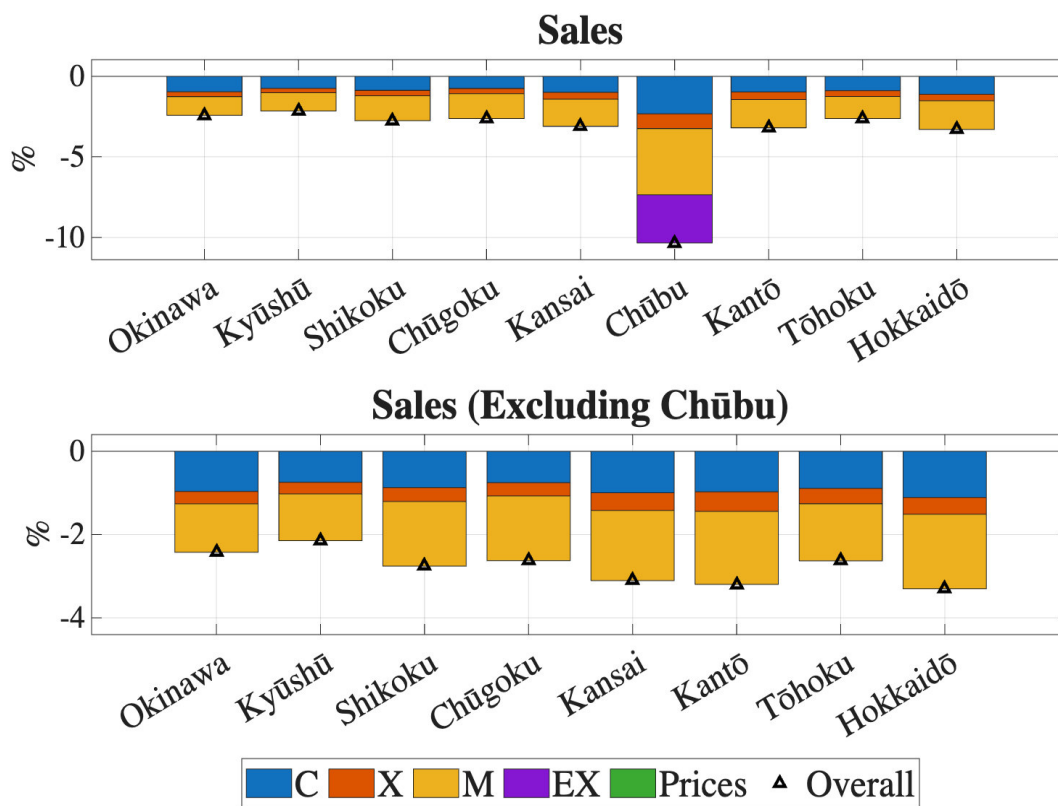 Sales
0
-5
-10
%
Okinawa Kyūshū Shikoku Chūgoku Kansai Chūbu Kantō Tōhoku Hokkaidō
Sales (Excluding Chūbu)
0
-2
-4
%
Okinawa Kyūshū Shikoku Chūgoku Kansai Kantō Tōhoku Hokkaidō
C X M EX Prices Overall